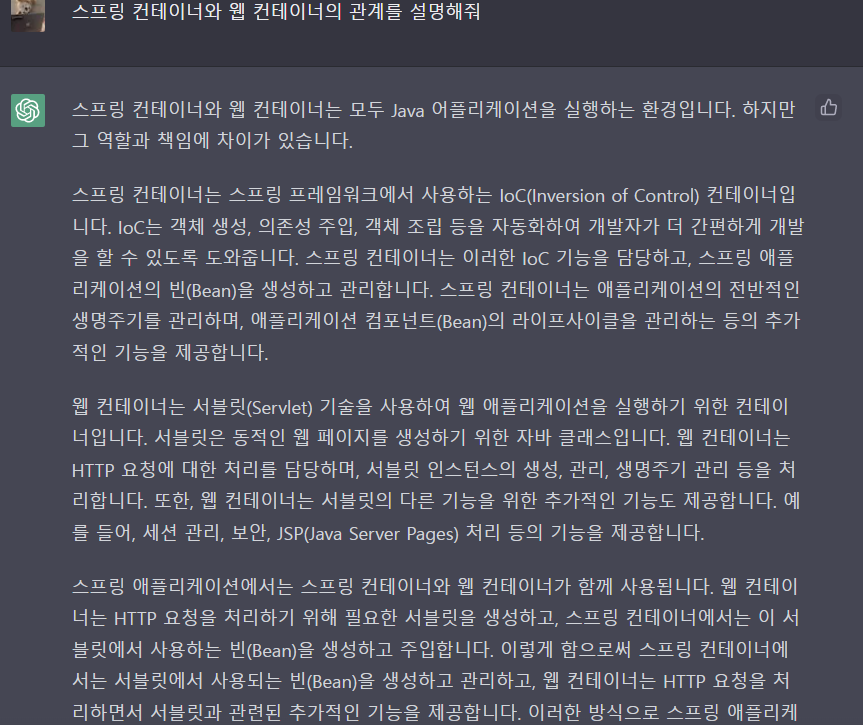 스프링 컨테이너와 웹 컨테이너의 관계를 설명해줘
스프링 컨테이너와 웹 컨테이너는 모두 Java 어플리케이션을 실행하는 환경입니다. 하지만
그 역할과 책임에 차이가 있습니다.
스프링 컨테이너는 스프링 프레임워크에서 사용하는 IoC(Inversion of Control) 컨테이너입
니다. IoC는 객체 생성, 의존성 주입, 객체 조립 등을 자동화하여 개발자가 더 간편하게 개발
을 할 수 있도록 도와줍니다. 스프링 컨테이너는 이러한 IoC 기능을 담당하고, 스프링 애플
리케이션의 빈(Bean)을 생성하고 관리합니다. 스프링 컨테이너는 애플리케이션의 전반적인
생명주기를 관리하며, 애플리케이션 컴포넌트(Bean)의 라이프사이클을 관리하는 등의 추가
적인 기능을 제공합니다.
웹 컨테이너는 서블릿(Servlet) 기술을 사용하여 웹 애플리케이션을 실행하기 위한 컨테이
너입니다. 서블릿은 동적인 웹 페이지를 생성하기 위한 자바 클래스입니다. 웹 컨테이너는
HTTP 요청에 대한 처리를 담당하며, 서블릿 인스턴스의 생성, 관리, 생명주기 관리 등을 처
리합니다. 또한, 웹 컨테이너는 서블릿의 다른 기능을 위한 추가적인 기능도 제공합니다. 예
를 들어, 세션 관리, 보안, JSP(Java Server Pages) 처리 등의 기능을 제공합니다.
스프링 애플리케이션에서는 스프링 컨테이너와 웹 컨테이너가 함께 사용됩니다. 웹 컨테이
너는 HTTP 요청을 처리하기 위해 필요한 서블릿을 생성하고, 스프링 컨테이너에서는 이 서
블릿에서 사용하는 빈(Bean)을 생성하고 주입합니다. 이렇게 함으로써 스프링 컨테이너에
서는 서블릿에서 사용되는 빈(Bean)을 생성하고 관리하고, 웹 컨테이너는 HTTP 요청을 처
리하면서 서블릿과 관련된 추가적인 기능을 제공합니다. 이러한 방식으로 스프링 애플리케